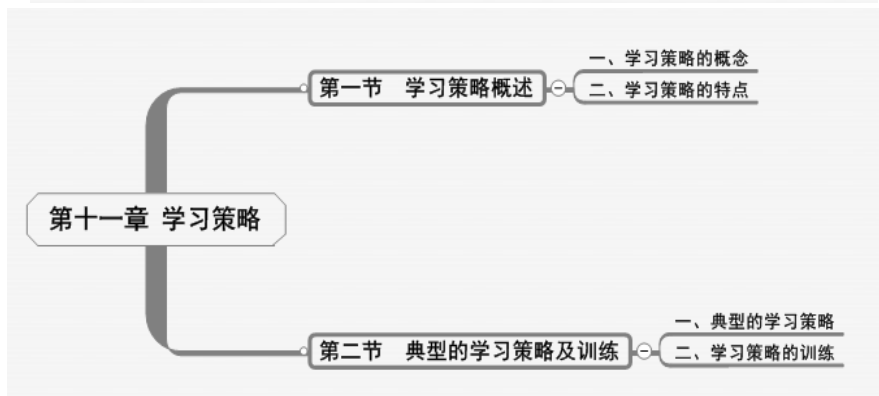 第十一章 学习策略
第一节 学习策略概述
一、学习策略的概念
二、学习策略的特点
第二节 典型的学习策略及训练
一、典型的学习策略
二、学习策略的训练